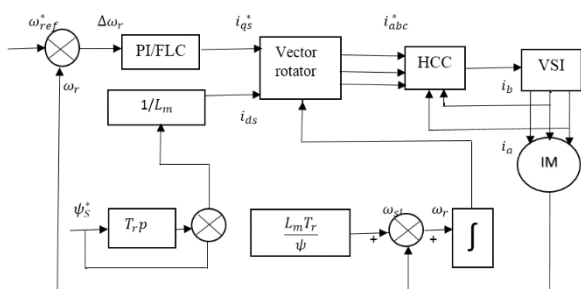 ω*ref
Δωr
i*qs
i*abc
PI/FLC
Vector
rotator
HCC
VSI
ωr
ib
1/Lm
ids
ia
IM
ψ*S
Tr p
LmTr
ψ
ωsl
ωr
∫
+
+